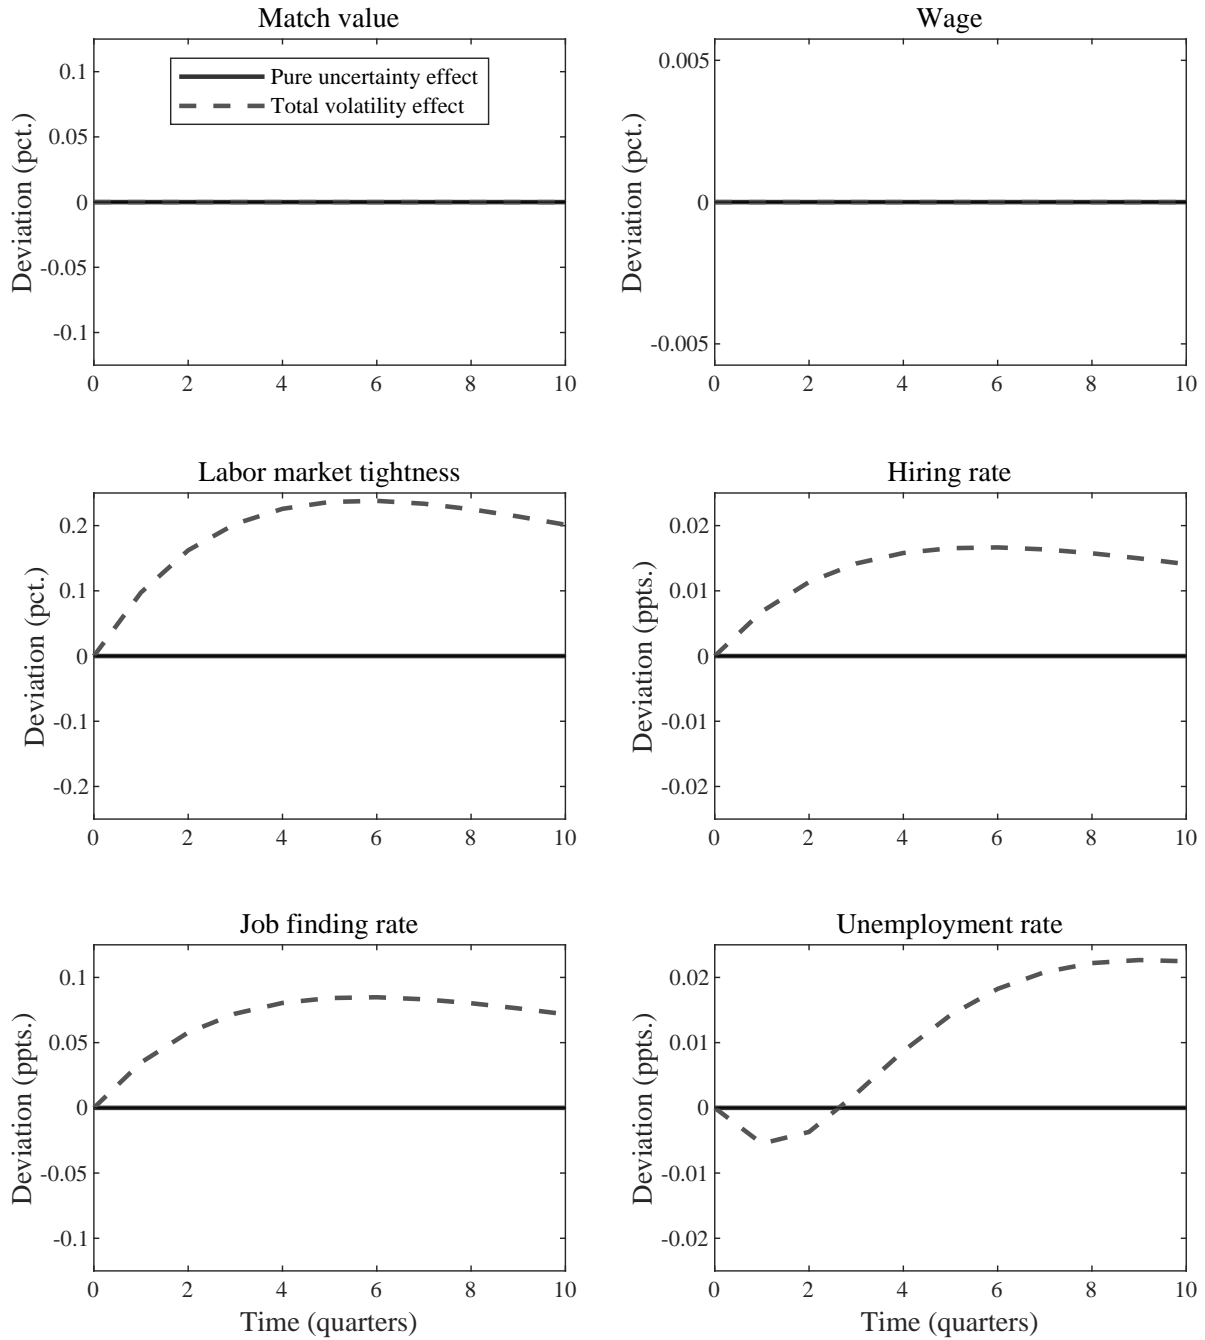 Match value
0.1
0.05
0
-0.05
-0.1
Deviation (pct.)
Pure uncertainty effect
Total volatility effect
0 2 4 6 8 10
Wage
0.005
0
-0.005
Deviation (pct.)
0 2 4 6 8 10
Labor market tightness
0.2
0.1
0
-0.1
-0.2
Deviation (pct.)
0 2 4 6 8 10
Hiring rate
0.02
0.01
0
-0.01
-0.02
Deviation (ppts.)
0 2 4 6 8 10
Job finding rate
0.1
0.05
0
-0.05
-0.1
Deviation (ppts.)
0 2 4 6 8 10
Time (quarters)
Unemployment rate
0.02
0.01
0
-0.01
-0.02
Deviation (ppts.)
0 2 4 6 8 10
Time (quarters)